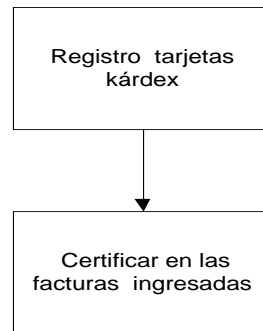 Registro tarjetas
kárdex
Certificar en las
facturas ingresadas